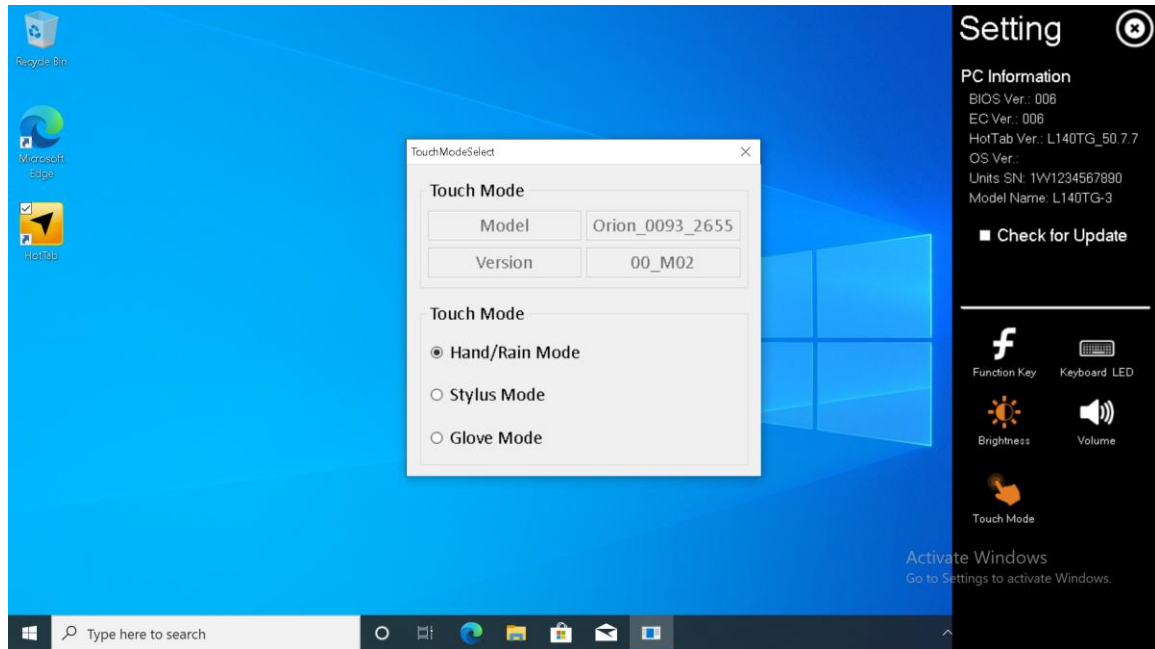 Recycle Bin
Microsoft
Edge
HotTab
TouchModeSelect
Touch Mode
Model
Orion_0093_2655
Version
00_M02
Touch Mode
Hand/Rain Mode
Stylus Mode
Glove Mode
Setting
PC Information
BIOS Ver.: 006
EC Ver.: 006
HotTab Ver.: L140TG_50.7.7
OS Ver.:
Units SN: 1W1234567890
Model Name: L140TG-3
Check for Update
Function Key
Keyboard LED
Brightness
Volume
Touch Mode
Activate Windows
Go to Settings to activate Windows.
Type here to search